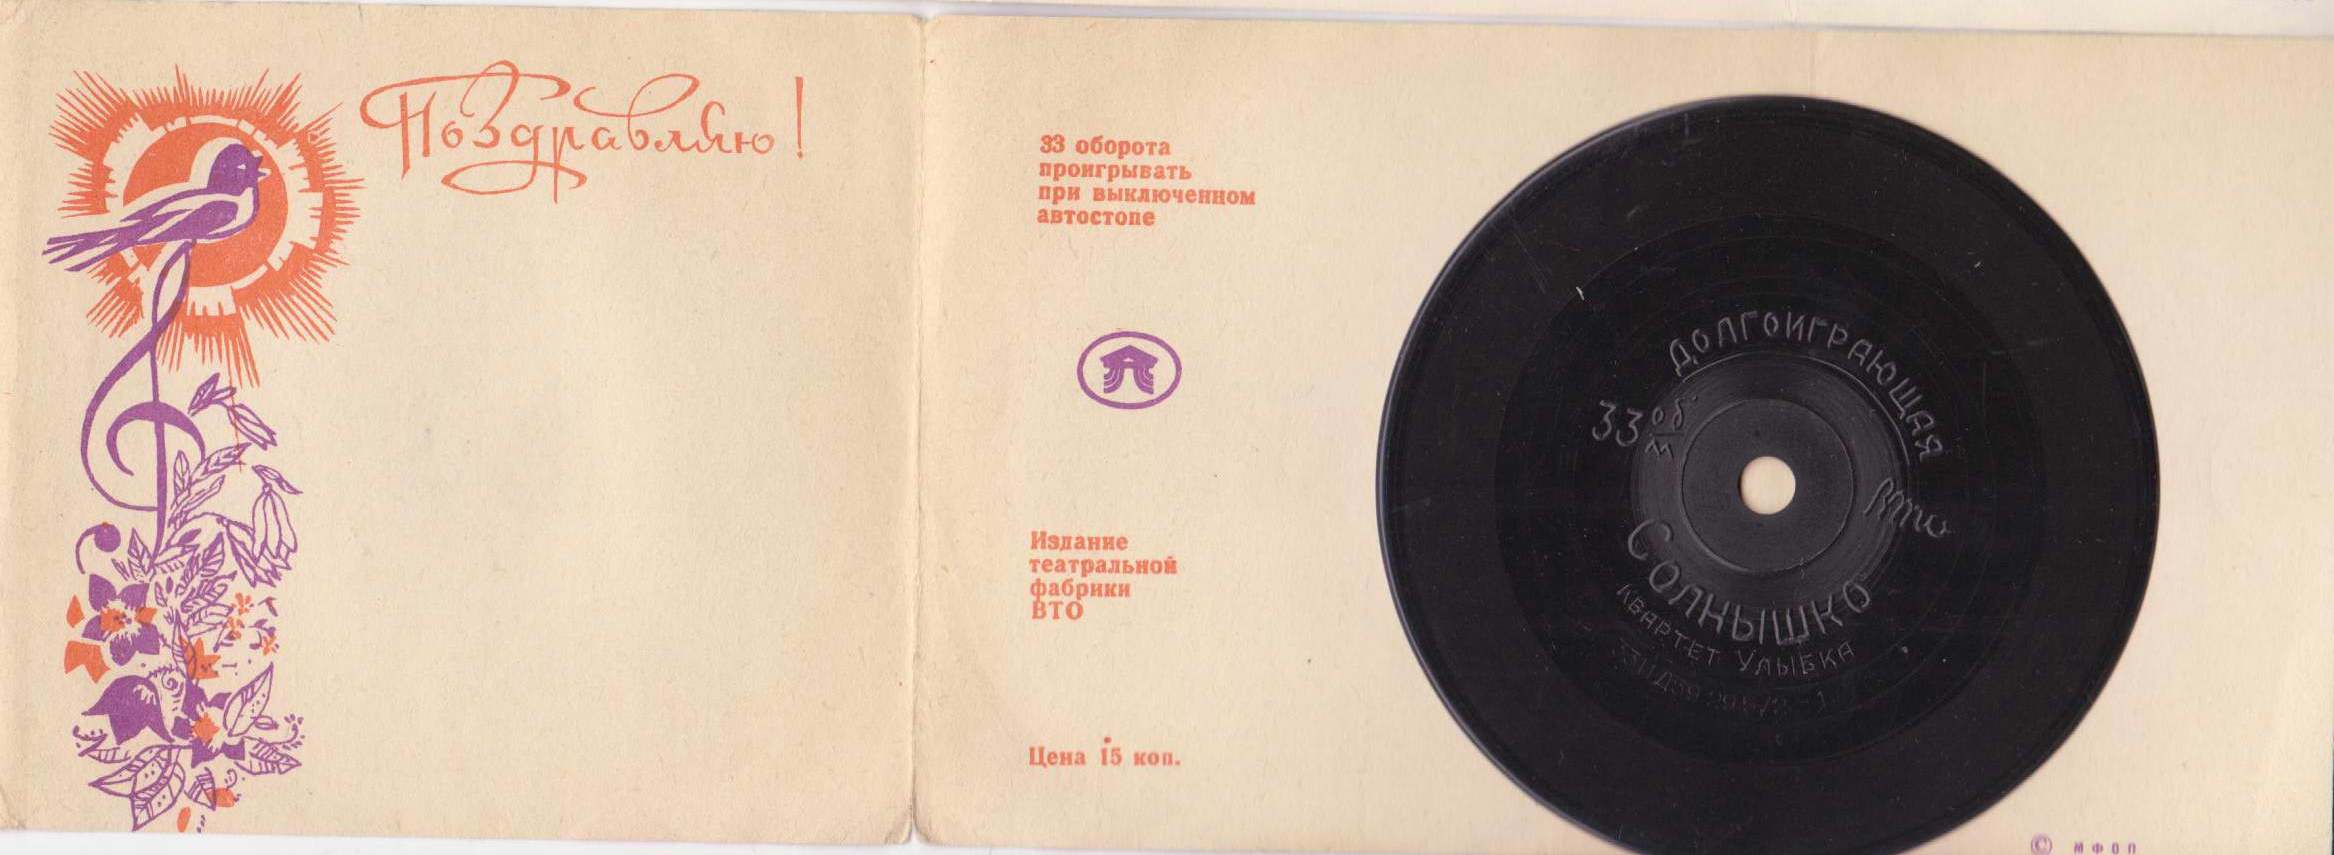 Поздравляю!
33 оборота
проигрывать
при выключенном
автостопе
Издание
театральной
фабрики
ВТО
Цена 15 коп.
ДОЛГОИГРАЮЩАЯ
33 об/м
СОЛНЫШКО
КВАРТЕТ УЛЫБКА
© МФОП